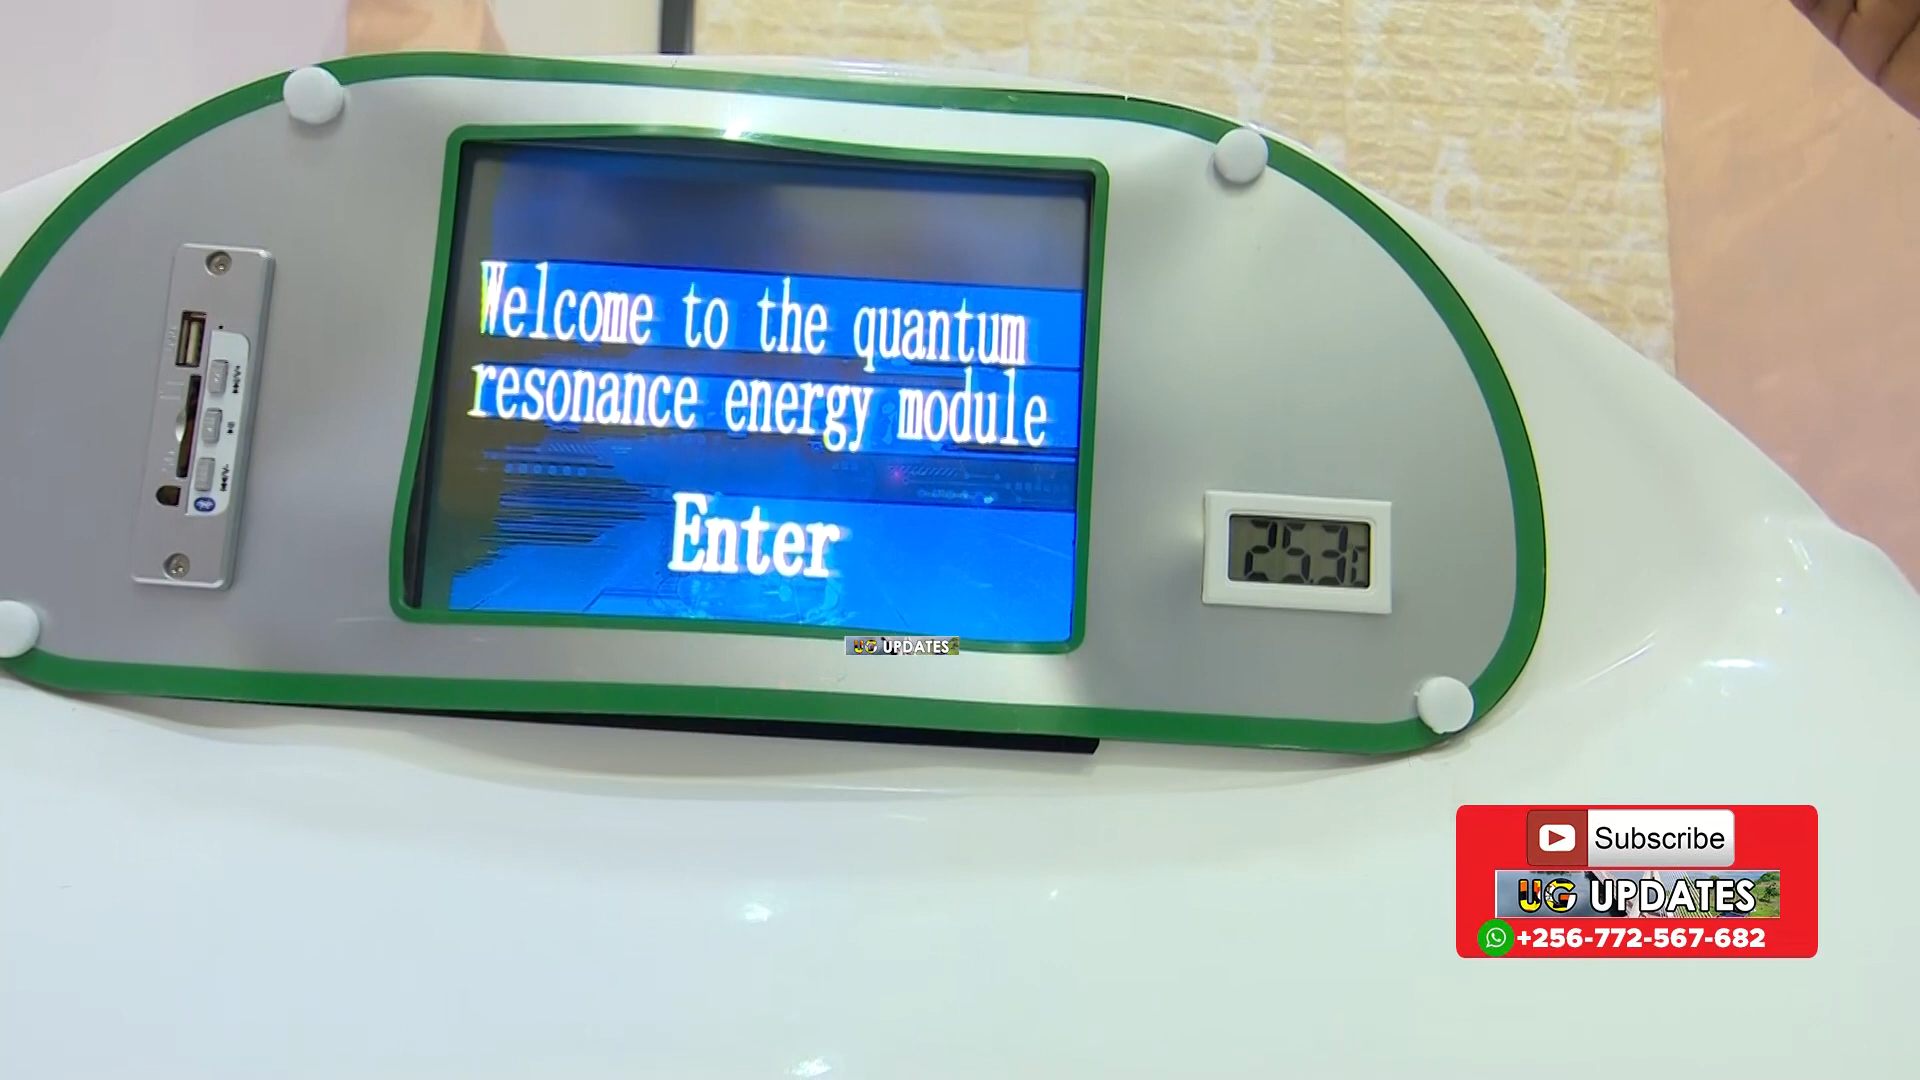 Welcome to the quantum
resonance energy module
Enter
25.3
UG UPDATES
Subscribe
UG UPDATES
+256-772-567-682